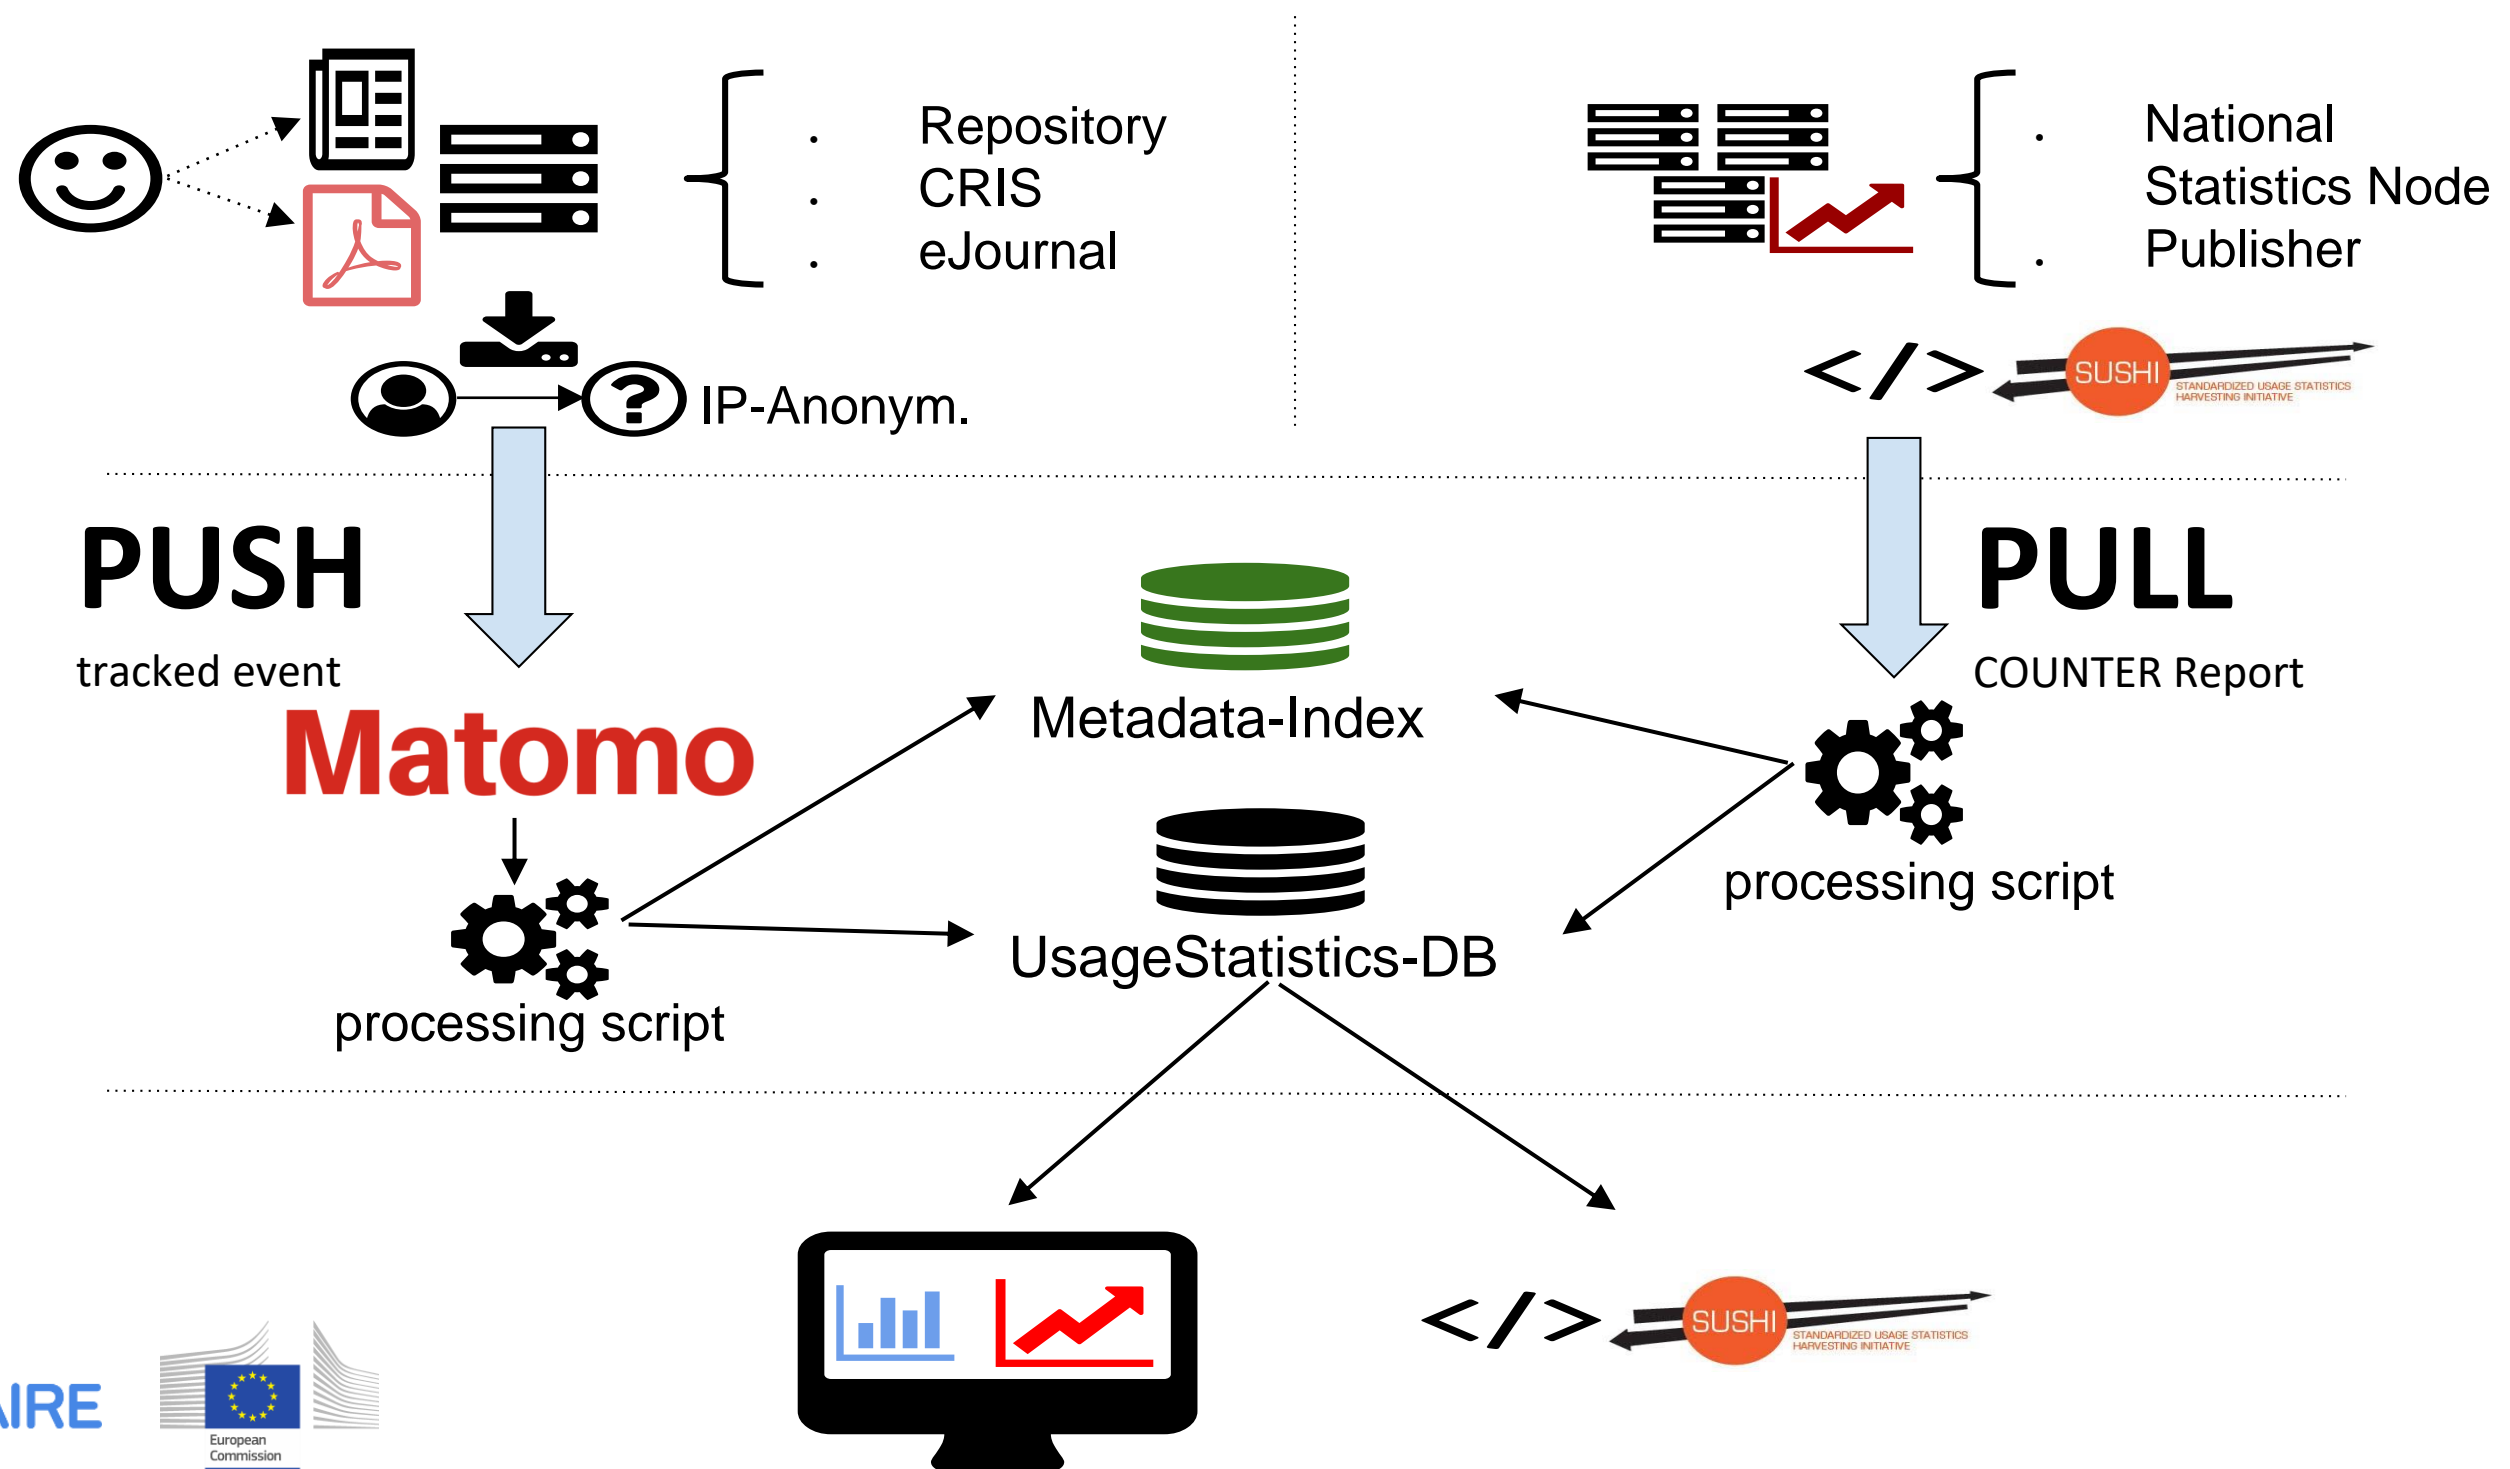 . Repository
. CRIS
. eJournal
. National
Statistics Node
. Publisher
</>
SUSHI
STANDARDIZED USAGE STATISTICS
HARVESTING INITIATIVE
IP-Anonym.
PUSH
tracked event
Matomo
processing script
Metadata-Index
UsageStatistics-DB
PULL
COUNTER Report
processing script
</>
SUSHI
STANDARDIZED USAGE STATISTICS
HARVESTING INITIATIVE
AIRE
European
Commission